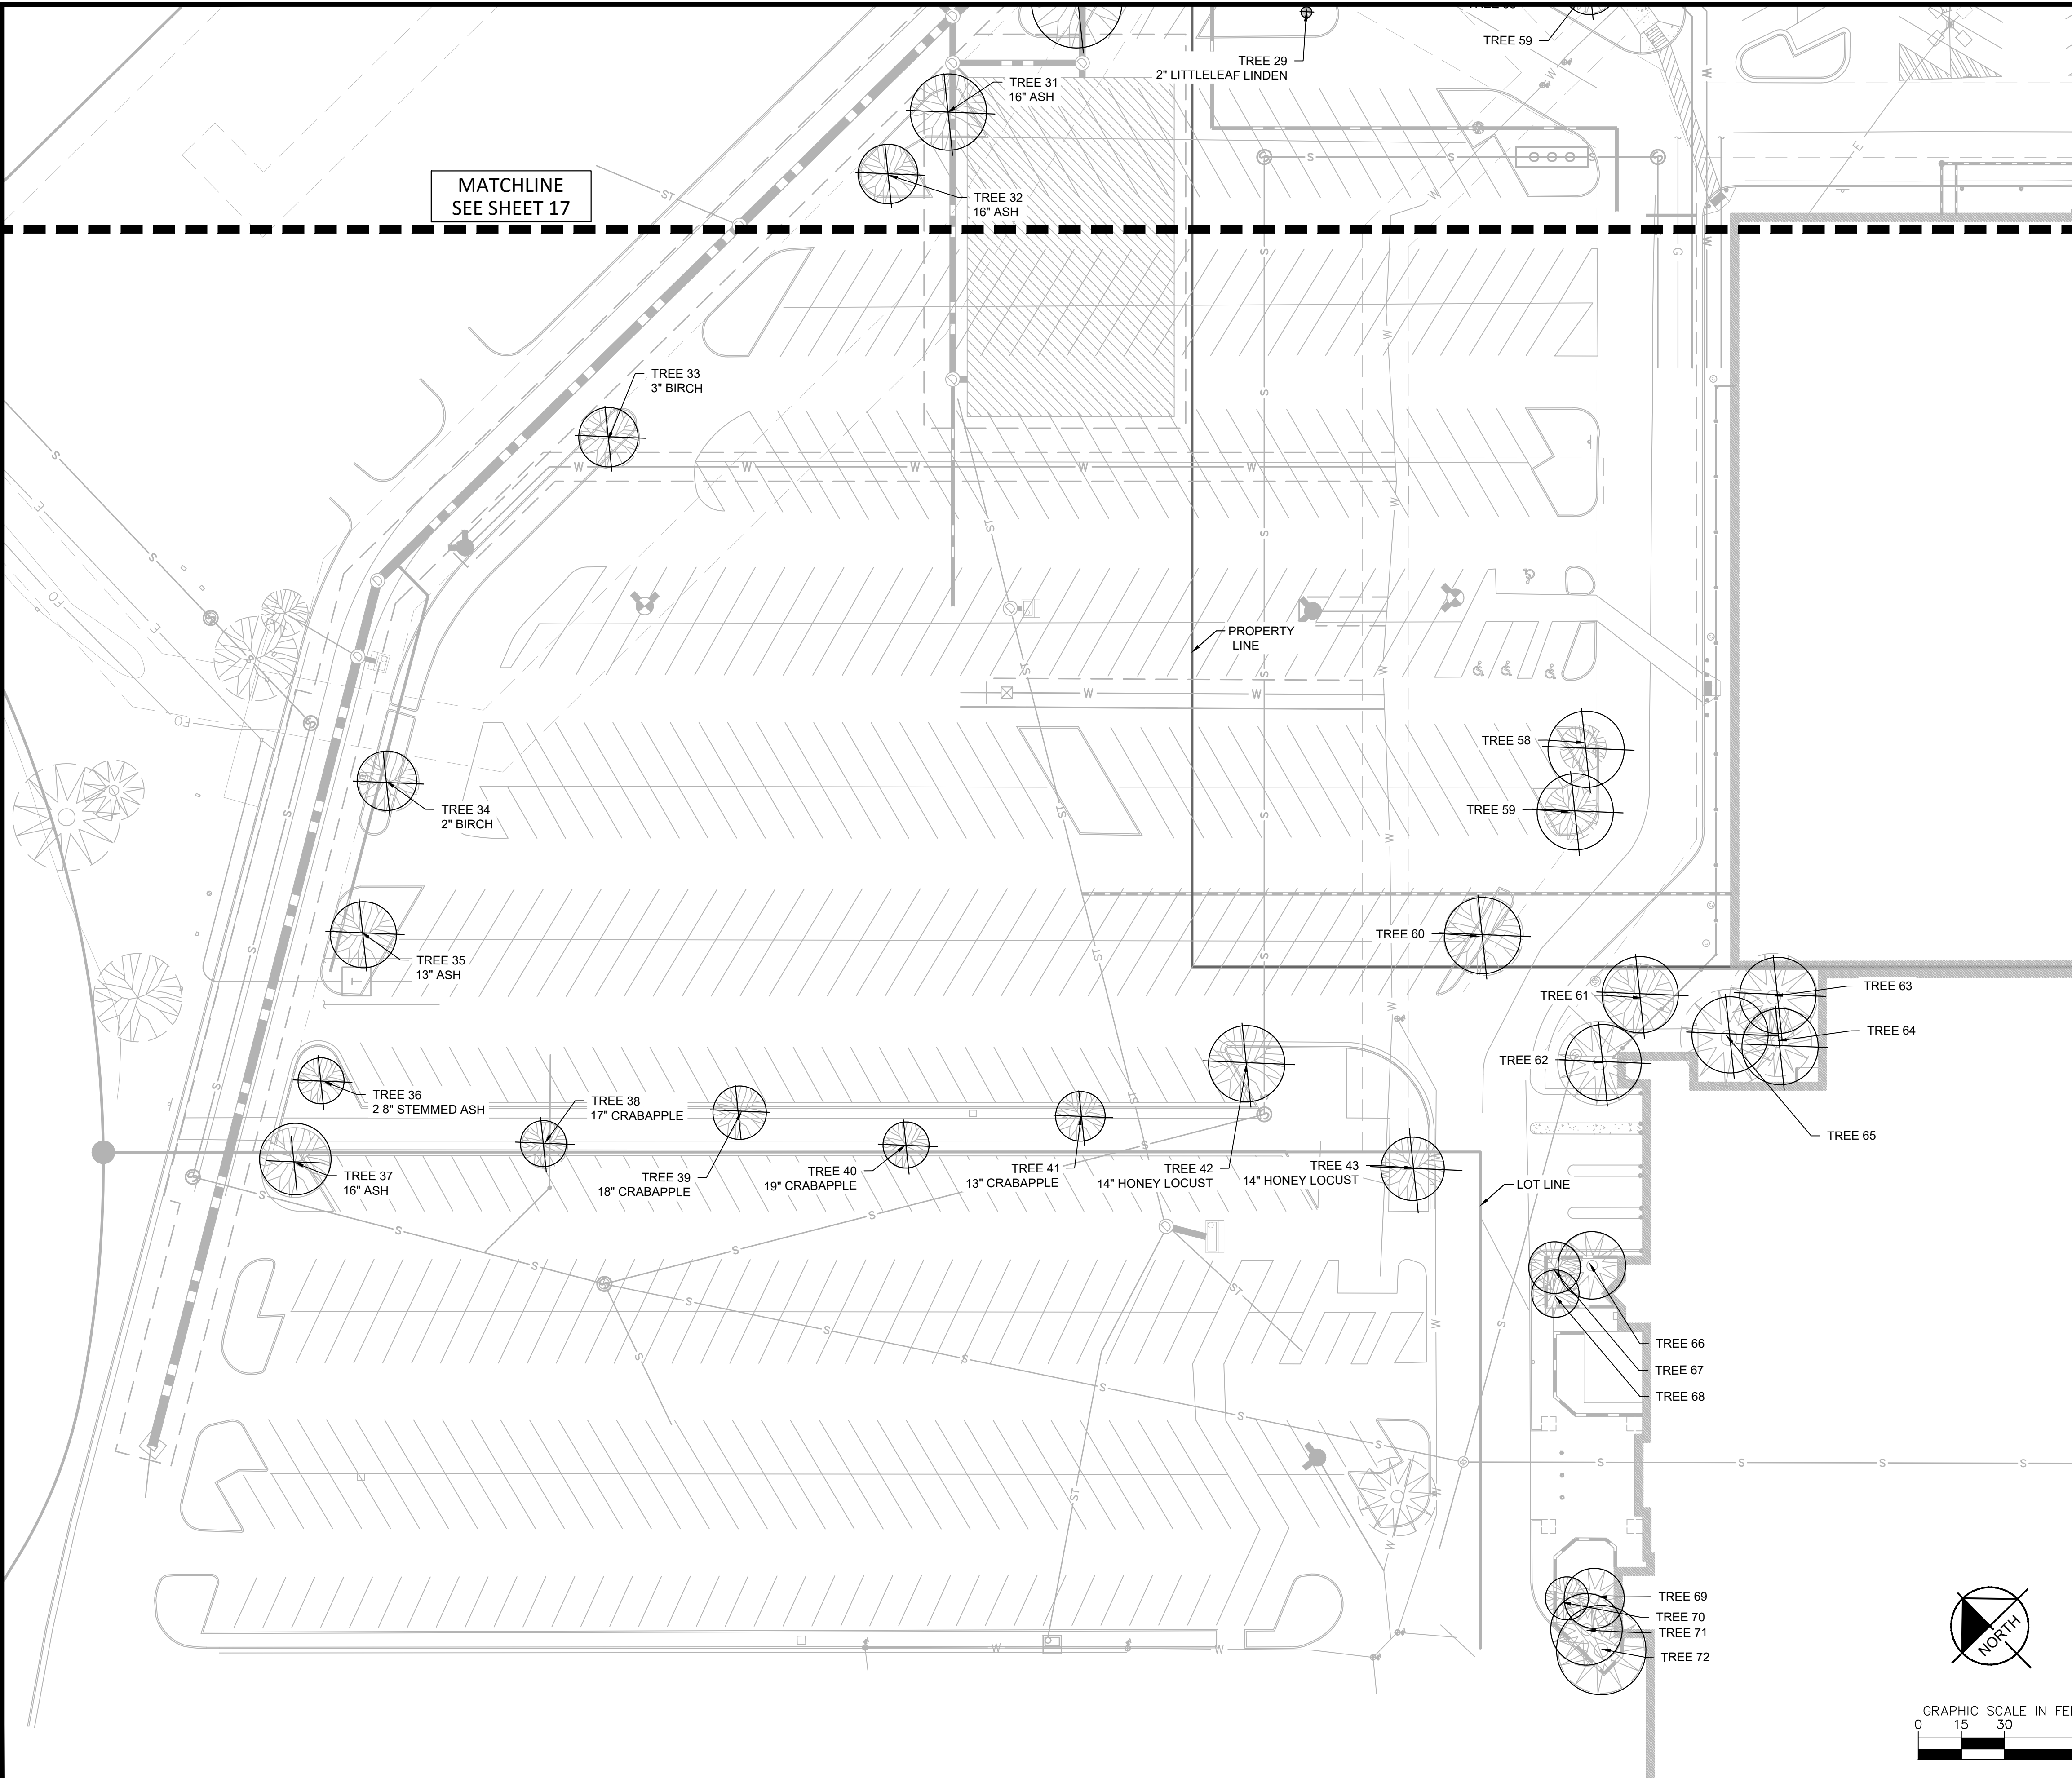 TREE 59
TREE 29
2" LITTLELEAF LINDEN
TREE 31
16" ASH
TREE 32
16" ASH
MATCHLINE
SEE SHEET 17
TREE 33
3" BIRCH
PROPERTY
LINE
TREE 58
TREE 59
TREE 34
2" BIRCH
TREE 60
TREE 35
13" ASH
TREE 61
TREE 63
TREE 64
TREE 62
TREE 65
TREE 36
2 8" STEMMED ASH
TREE 38
17" CRABAPPLE
TREE 37
16" ASH
TREE 39
18" CRABAPPLE
TREE 40
19" CRABAPPLE
TREE 41
13" CRABAPPLE
TREE 42
14" HONEY LOCUST
TREE 43
14" HONEY LOCUST
LOT LINE
TREE 66
TREE 67
TREE 68
TREE 69
TREE 70
TREE 71
TREE 72
NORTH
GRAPHIC SCALE IN
0 15 30
ST
W
S
E
FO
G
D
T